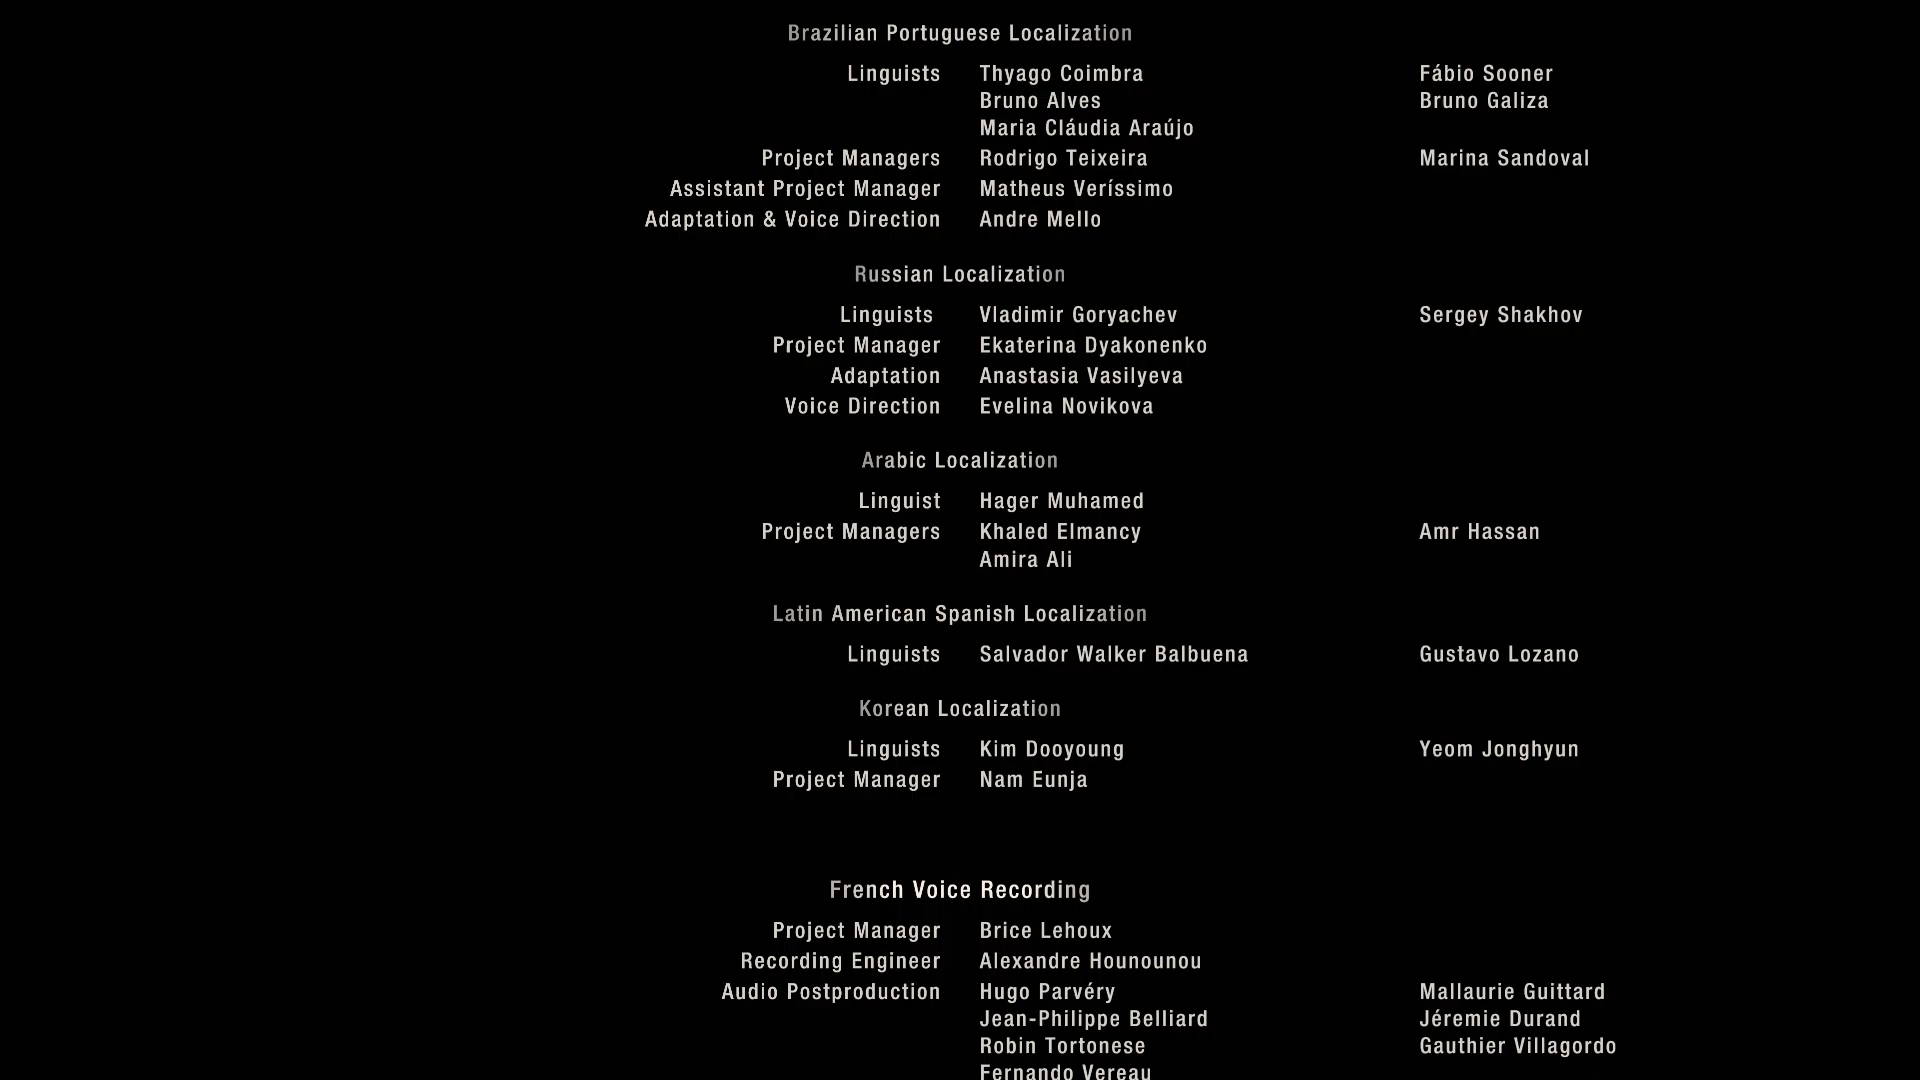 Brazilian Portuguese Localization
Linguists Thyago Coimbra Fábio Sooner
Bruno Alves Bruno Galiza
Maria Cláudia Araújo
Project Managers Rodrigo Teixeira Marina Sandoval
Assistant Project Manager Matheus Veríssimo
Adaptation & Voice Direction Andre Mello
Russian Localization
Linguists Vladimir Goryachev Sergey Shakhov
Project Manager Ekaterina Dyakonenko
Adaptation Anastasia Vasilyeva
Voice Direction Evelina Novikova
Arabic Localization
Linguist Hager Muhamed
Project Managers Khaled Elmancy Amr Hassan
Amira Ali
Latin American Spanish Localization
Linguists Salvador Walker Balbuena Gustavo Lozano
Korean Localization
Linguists Kim Dooyoung Yeom Jonghyun
Project Manager Nam Eunja
French Voice Recording
Project Manager Brice Lehoux
Recording Engineer Alexandre Hounounou
Audio Postproduction Hugo Parvéry Mallaurie Guittard
Jean-Philippe Belliard Jéremie Durand
Robin Tortonese Gauthier Villagordo
Fernando Vereau